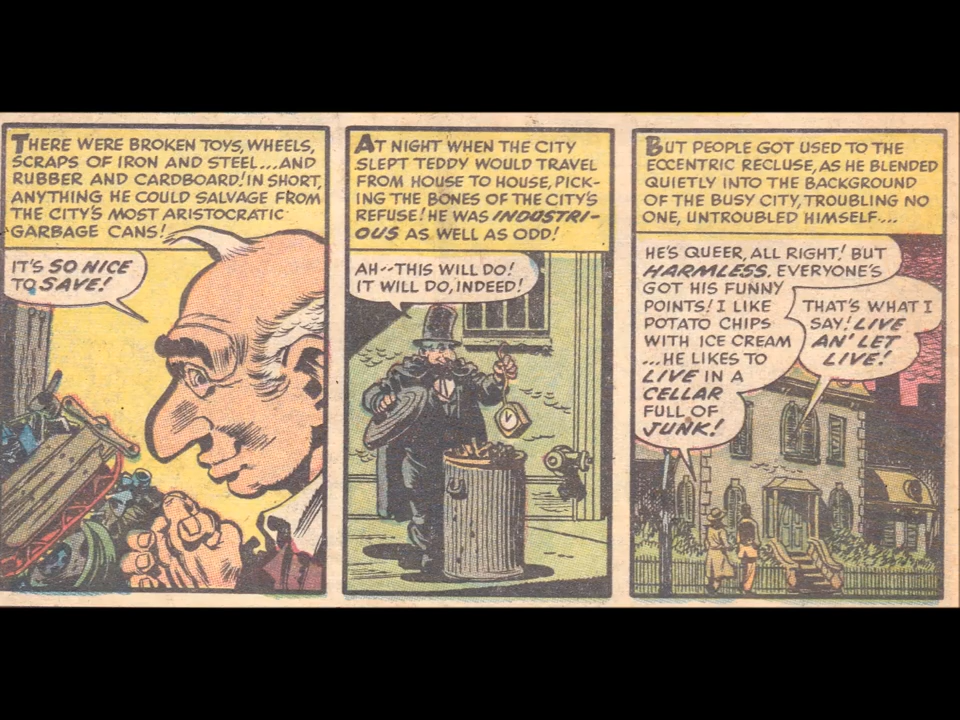 THERE WERE BROKEN TOYS, WHEELS,
SCRAPS OF IRON AND STEEL...AND
RUBBER AND CARDBOARD! IN SHORT,
ANYTHING HE COULD SALVAGE FROM
THE CITY'S MOST ARISTOCRATIC
GARBAGE CANS!
IT'S SO NICE
TO SAVE!
AT NIGHT WHEN THE CITY
SLEPT TEDDY WOULD TRAVEL
FROM HOUSE TO HOUSE, PICK-
ING THE BONES OF THE CITY'S
REFUSE! HE WAS INDUSTRI-
OUS AS WELL AS ODD!
AH--THIS WILL DO!
IT WILL DO, INDEED!
BUT PEOPLE GOT USED TO THE
ECCENTRIC RECLUSE, AS HE BLENDED
QUIETLY INTO THE BACKGROUND
OF THE BUSY CITY, TROUBLING NO
ONE, UNTROUBLED HIMSELF...
HE'S QUEER, ALL RIGHT! BUT
HARMLESS. EVERYONE'S
GOT HIS FUNNY
POINTS! I LIKE
POTATO CHIPS
WITH ICE CREAM
...HE LIKES TO
LIVE IN A
CELLAR
FULL OF
JUNK!
THAT'S WHAT I
SAY! LIVE
AN' LET
LIVE!